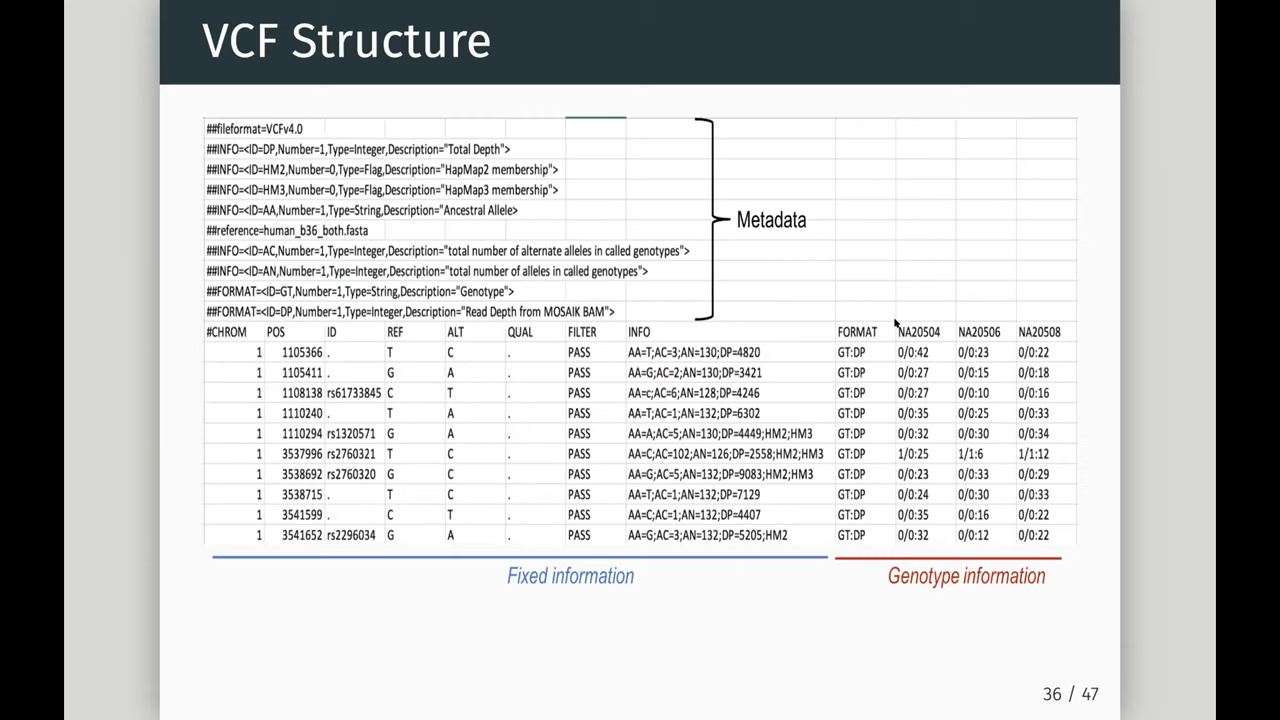 VCF Structure
##fileformat=VCFv4.0
##INFO=<ID=DP,Number=1,Type=Integer,Description="Total Depth">
##INFO=<ID=HM2,Number=0,Type=Flag,Description="HapMap2 membership">
##INFO=<ID=HM3,Number=0,Type=Flag,Description="HapMap3 membership">
##INFO=<ID=AA,Number=1,Type=String,Description="Ancestral Allele>
##reference=human_b36_both.fasta
##INFO=<ID=AC,Number=1,Type=Integer,Description="total number of alternate alleles in called genotypes">
##INFO=<ID=AN,Number=1,Type=Integer,Description="total number of alleles in called genotypes">
##FORMAT=<ID=GT,Number=1,Type=String,Description="Genotype">
##FORMAT=<ID=DP,Number=1,Type=Integer,Description="Read Depth from MOSAIK BAM">
Metadata
#CHROM POS ID REF ALT QUAL FILTER INFO FORMAT NA20504 NA20506 NA20508
1 1105366 . T C . PASS AA=T;AC=3;AN=130;DP=4820 GT:DP 0/0:42 0/0:23 0/0:22
1 1105411 . G A . PASS AA=G;AC=2;AN=130;DP=3421 GT:DP 0/0:27 0/0:15 0/0:18
1 1108138 rs61733845 C T . PASS AA=c;AC=6;AN=128;DP=4246 GT:DP 0/0:27 0/0:10 0/0:16
1 1110240 . T A . PASS AA=T;AC=1;AN=132;DP=6302 GT:DP 0/0:35 0/0:25 0/0:33
1 1110294 rs1320571 G A . PASS AA=A;AC=5;AN=130;DP=4449;HM2;HM3 GT:DP 0/0:32 0/0:30 0/0:34
1 3537996 rs2760321 T C . PASS AA=C;AC=102;AN=126;DP=2558;HM2;HM3 GT:DP 1/0:25 1/1:6 1/1:12
1 3538692 rs2760320 G C . PASS AA=G;AC=5;AN=132;DP=9083;HM2;HM3 GT:DP 0/0:23 0/0:33 0/0:29
1 3538715 . T C . PASS AA=T;AC=1;AN=132;DP=7129 GT:DP 0/0:24 0/0:30 0/0:33
1 3541599 . C T . PASS AA=C;AC=1;AN=132;DP=4407 GT:DP 0/0:35 0/0:16 0/0:22
1 3541652 rs2296034 G A . PASS AA=G;AC=3;AN=132;DP=5205;HM2 GT:DP 0/0:32 0/0:12 0/0:22
Fixed information
Genotype information
36 / 47